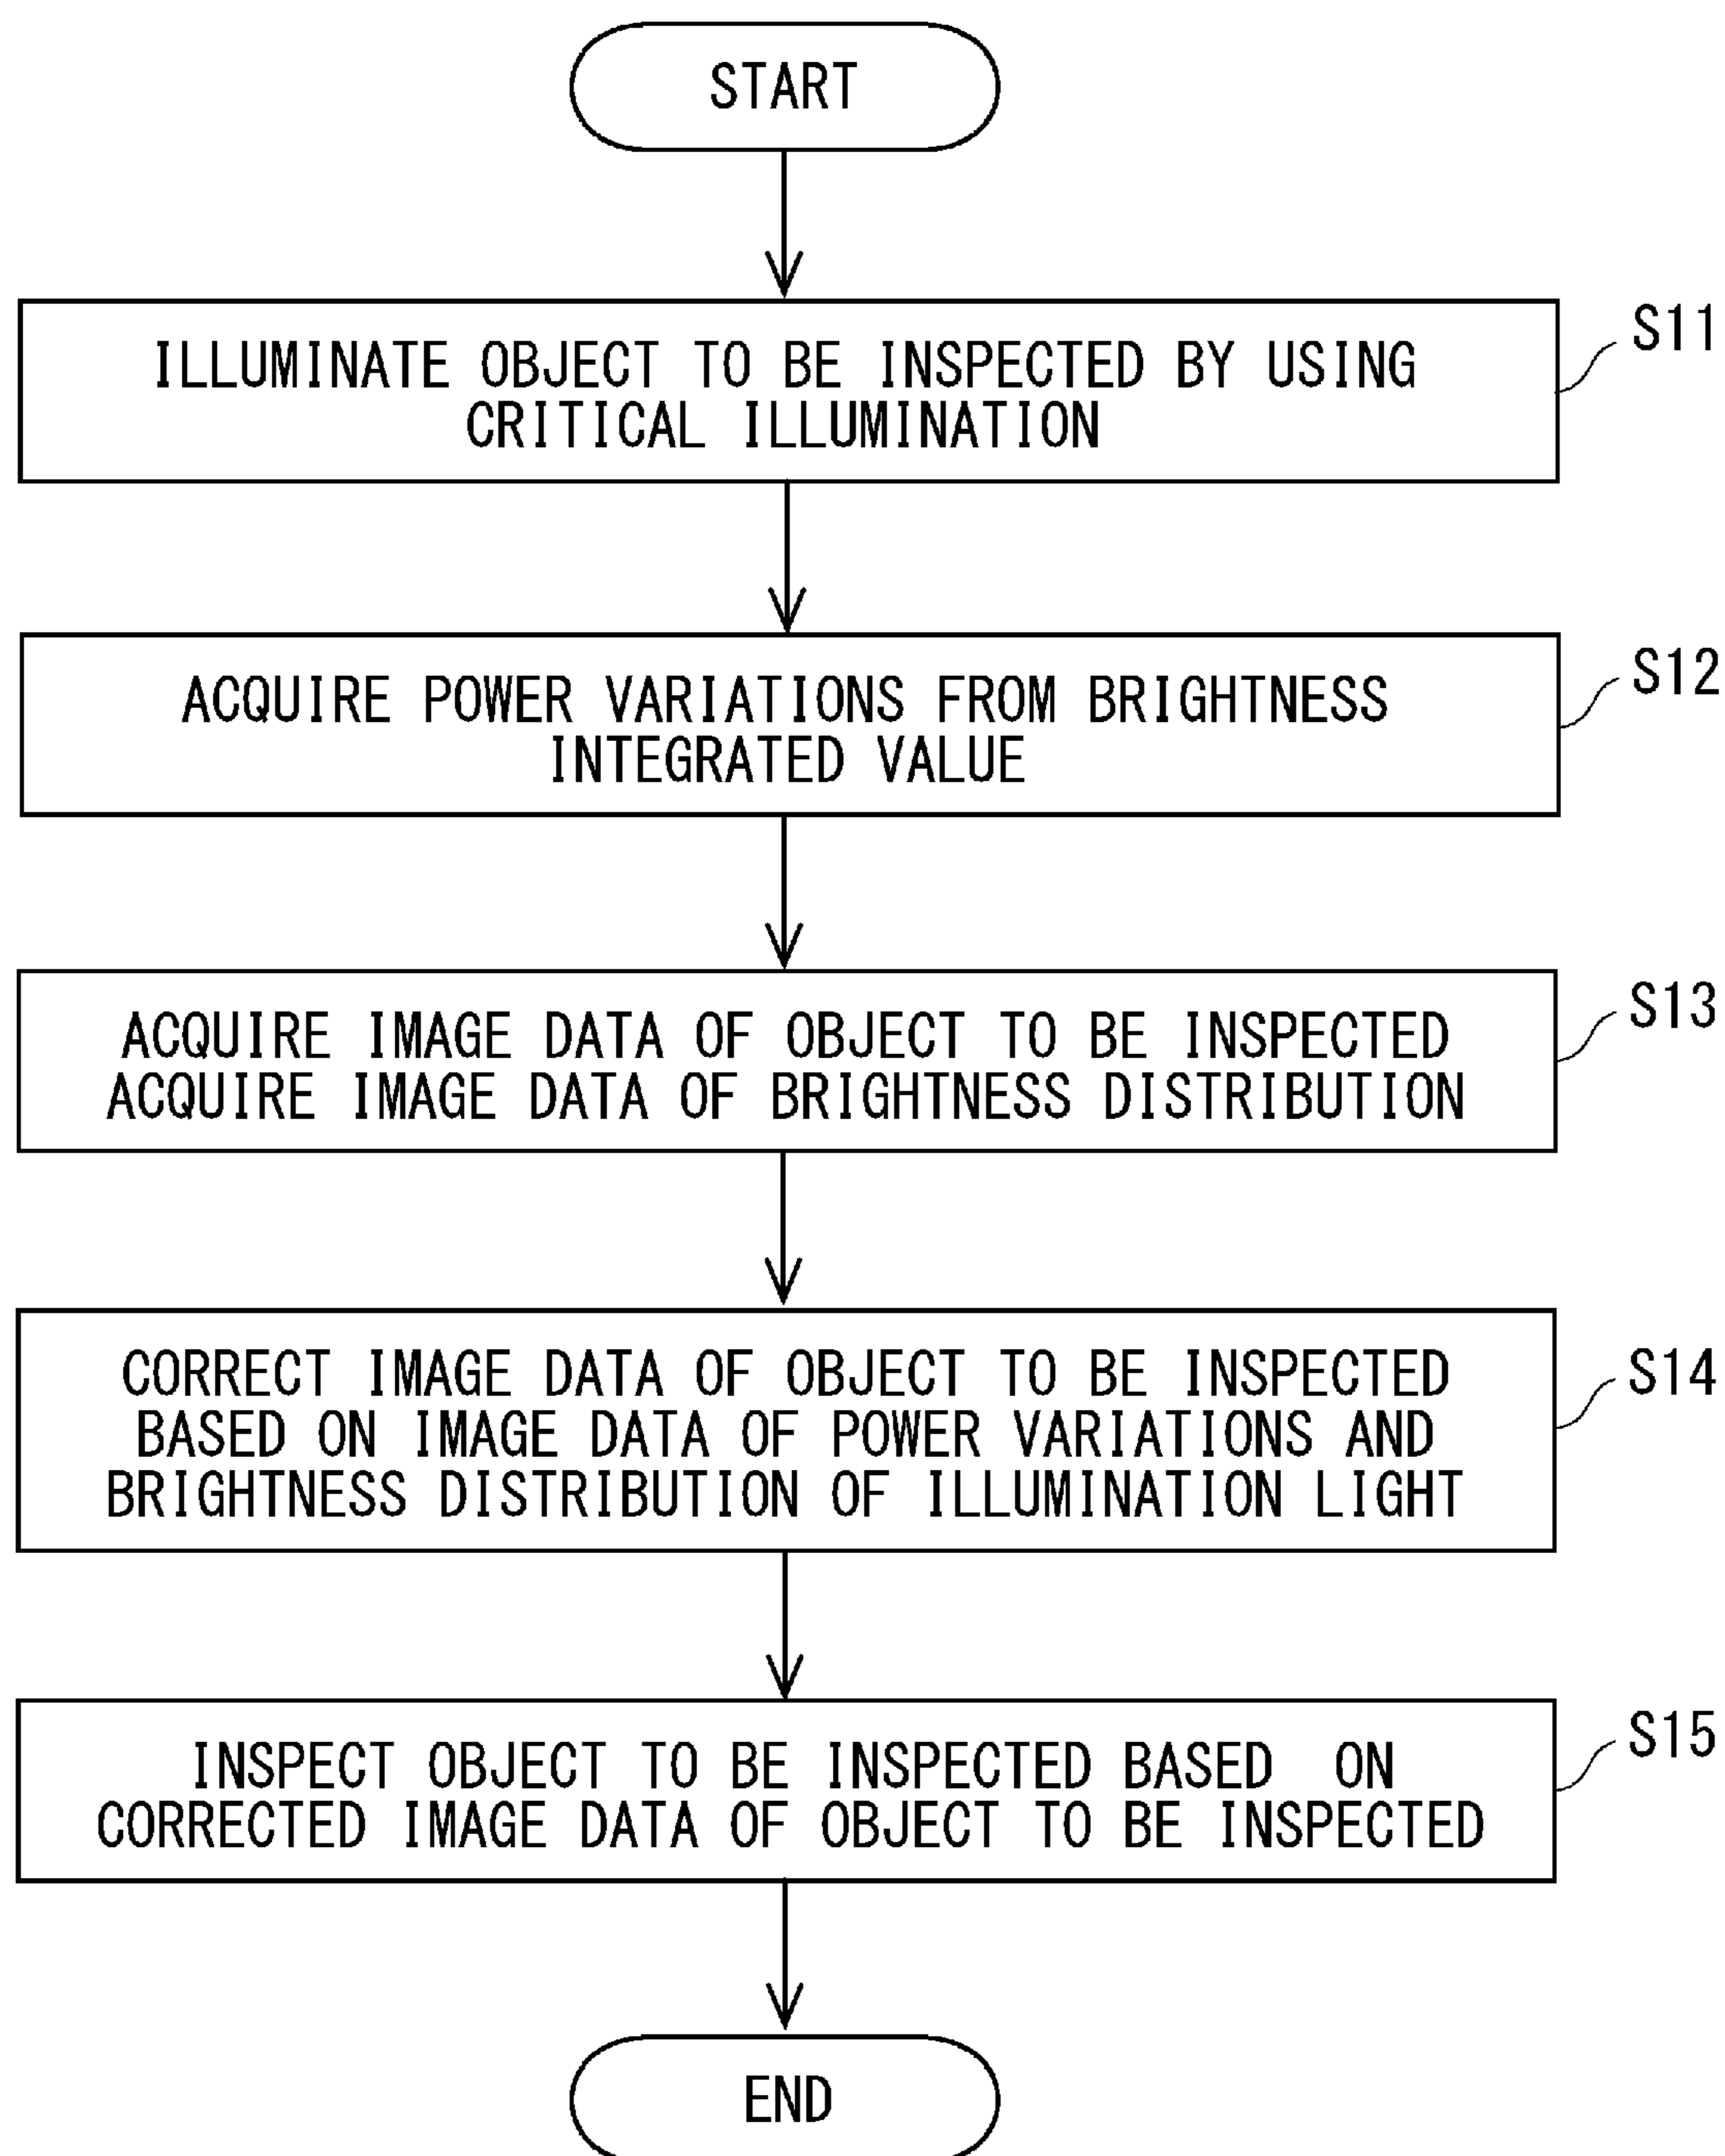 START
ILLUMINATE OBJECT TO BE INSPECTED BY USING
CRITICAL ILLUMINATION
S11
ACQUIRE POWER VARIATIONS FROM BRIGHTNESS
INTEGRATED VALUE
S12
ACQUIRE IMAGE DATA OF OBJECT TO BE INSPECTED
ACQUIRE IMAGE DATA OF BRIGHTNESS DISTRIBUTION
S13
CORRECT IMAGE DATA OF OBJECT TO BE INSPECTED
BASED ON IMAGE DATA OF POWER VARIATIONS AND
BRIGHTNESS DISTRIBUTION OF ILLUMINATION LIGHT
S14
INSPECT OBJECT TO BE INSPECTED BASED ON
CORRECTED IMAGE DATA OF OBJECT TO BE INSPECTED
S15
END